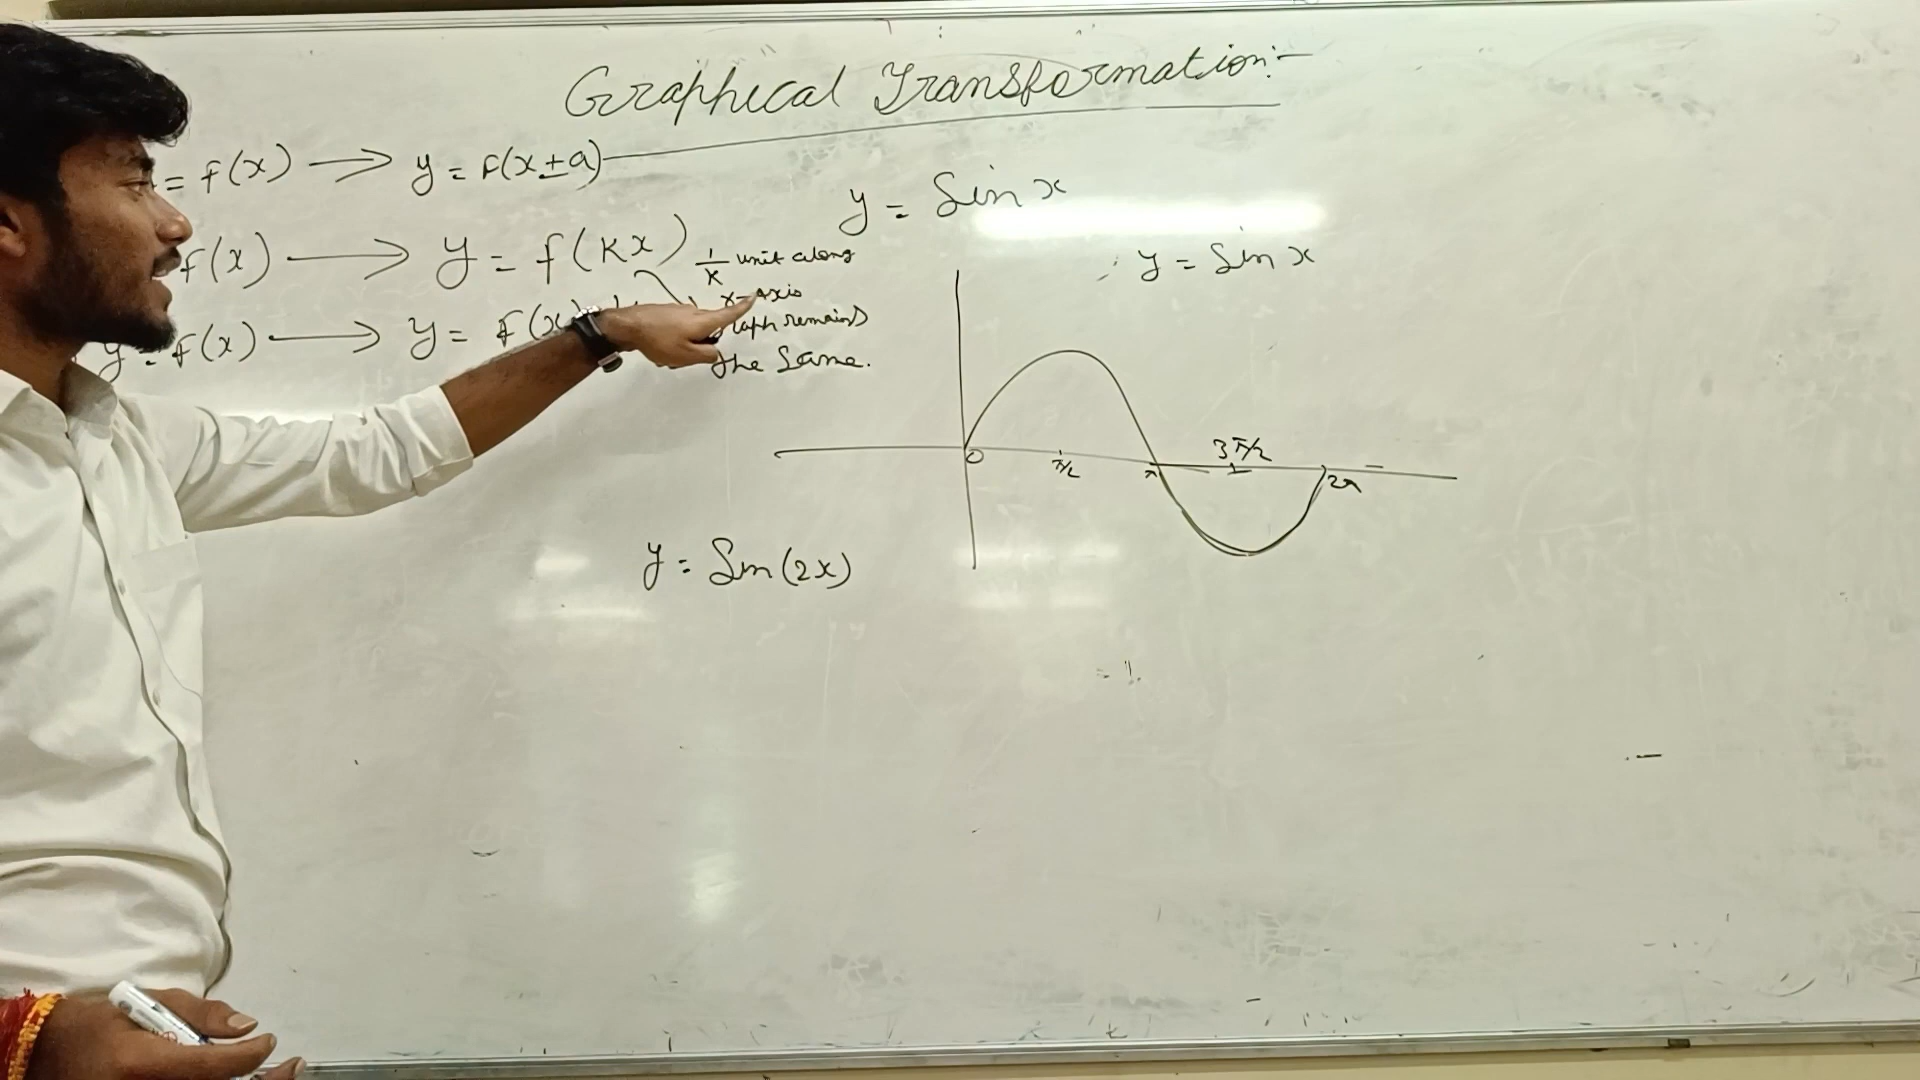 Graphical Transformation:-
= f(x) → y = f(x±a)
y = Sin x
f(x) → y = f(kx) 1/k unit along
x-axis
graph remains
the Same.
y = f(x) → y = f(x)
y = Sin x
0 π/2 π 3π/2 2π
y = Sin(2x)
= 1.